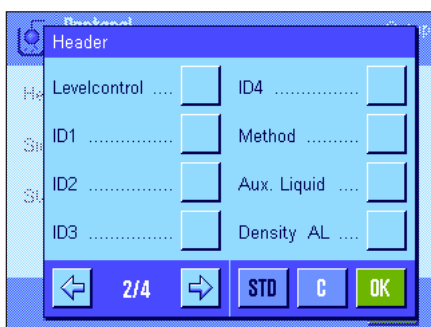 Header
Levelcontrol ....
ID1 ...............
ID2 ...............
ID3 ...............
ID4 ...............
Method ..........
Aux. Liquid ....
Density AL ....
2/4
STD
C
OK